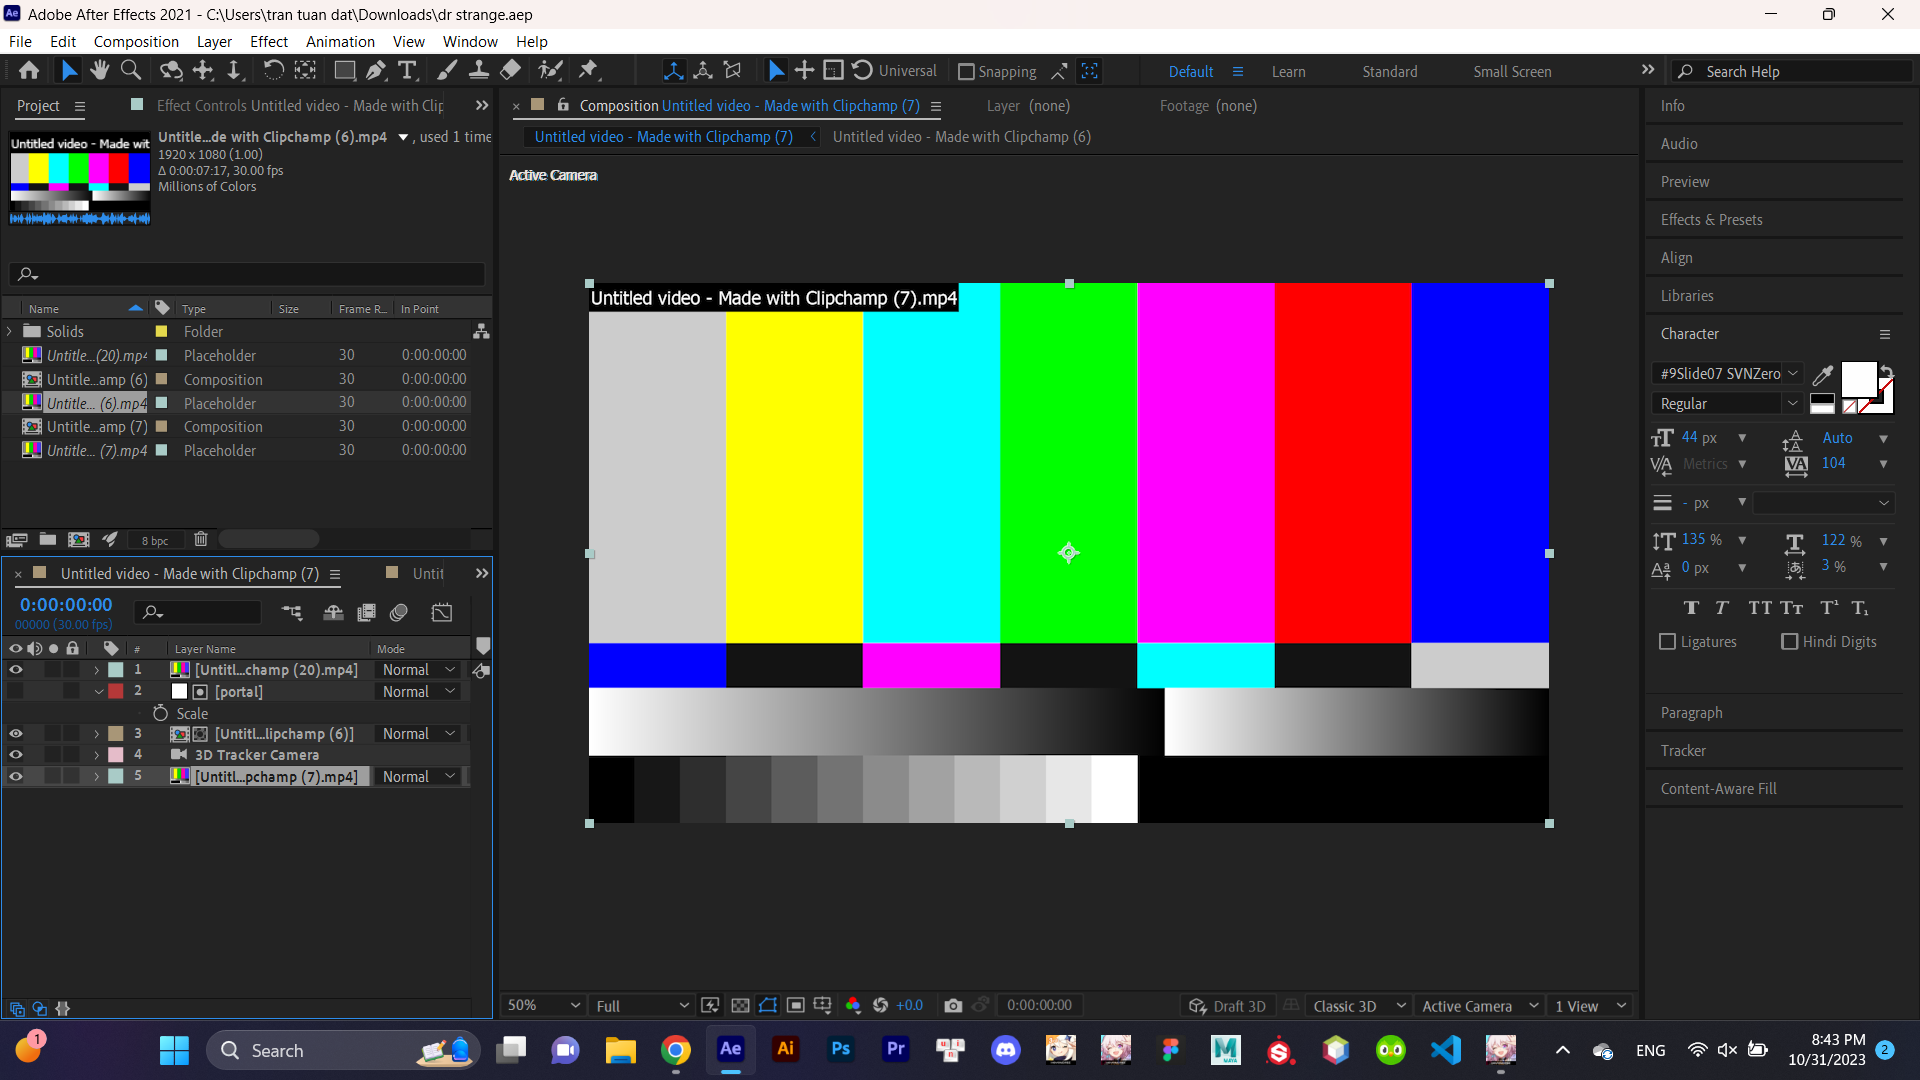 Adobe After Effects 2021 - C:\Users\tran tuan dat\Downloads\dr strange.aep
File Edit Composition Layer Effect Animation View Window Help
Universal Snapping Default Learn Standard Small Screen Search Help
Project Effect Controls Untitled video - Made with Clip
Composition Untitled video - Made with Clipchamp (7) Layer (none) Footage (none)
Untitled video - Made with Clipchamp (7) Untitled video - Made with Clipchamp (6)
Active Camera
Untitled video - Made wit
Untitle...de with Clipchamp (6).mp4 , used 1 time
1920 x 1080 (1.00)
Δ 0:00:07:17, 30.00 fps
Millions of Colors
Name Type Size Frame R... In Point
Solids Folder
Untitle...(20).mp4 Placeholder 30 0:00:00:00
Untitle...amp (6) Composition 30 0:00:00:00
Untitle... (6).mp4 Placeholder 30 0:00:00:00
Untitle...amp (7) Composition 30 0:00:00:00
Untitle... (7).mp4 Placeholder 30 0:00:00:00
8 bpc
Untitled video - Made with Clipchamp (7).mp4
Untitled video - Made with Clipchamp (7) Untit
0:00:00:00
00000 (30.00 fps)
# Layer Name Mode
1 [Untitl...champ (20).mp4] Normal
2 [portal] Normal
Scale
3 [Untitl...lipchamp (6)] Normal
4 3D Tracker Camera
5 [Untitl...pchamp (7).mp4] Normal
50% Full +0.0 0:00:00:00 Draft 3D Classic 3D Active Camera 1 View
Info
Audio
Preview
Effects & Presets
Align
Libraries
Character
#9Slide07 SVNZero
Regular
44 px Auto
Metrics 104
- px
135 % 122 %
0 px 3 %
T T TT Tt T¹ T₁
Ligatures Hindi Digits
Paragraph
Tracker
Content-Aware Fill
1 Search Ae Ai Ps Pr MAYA ENG 8:43 PM 2
10/31/2023